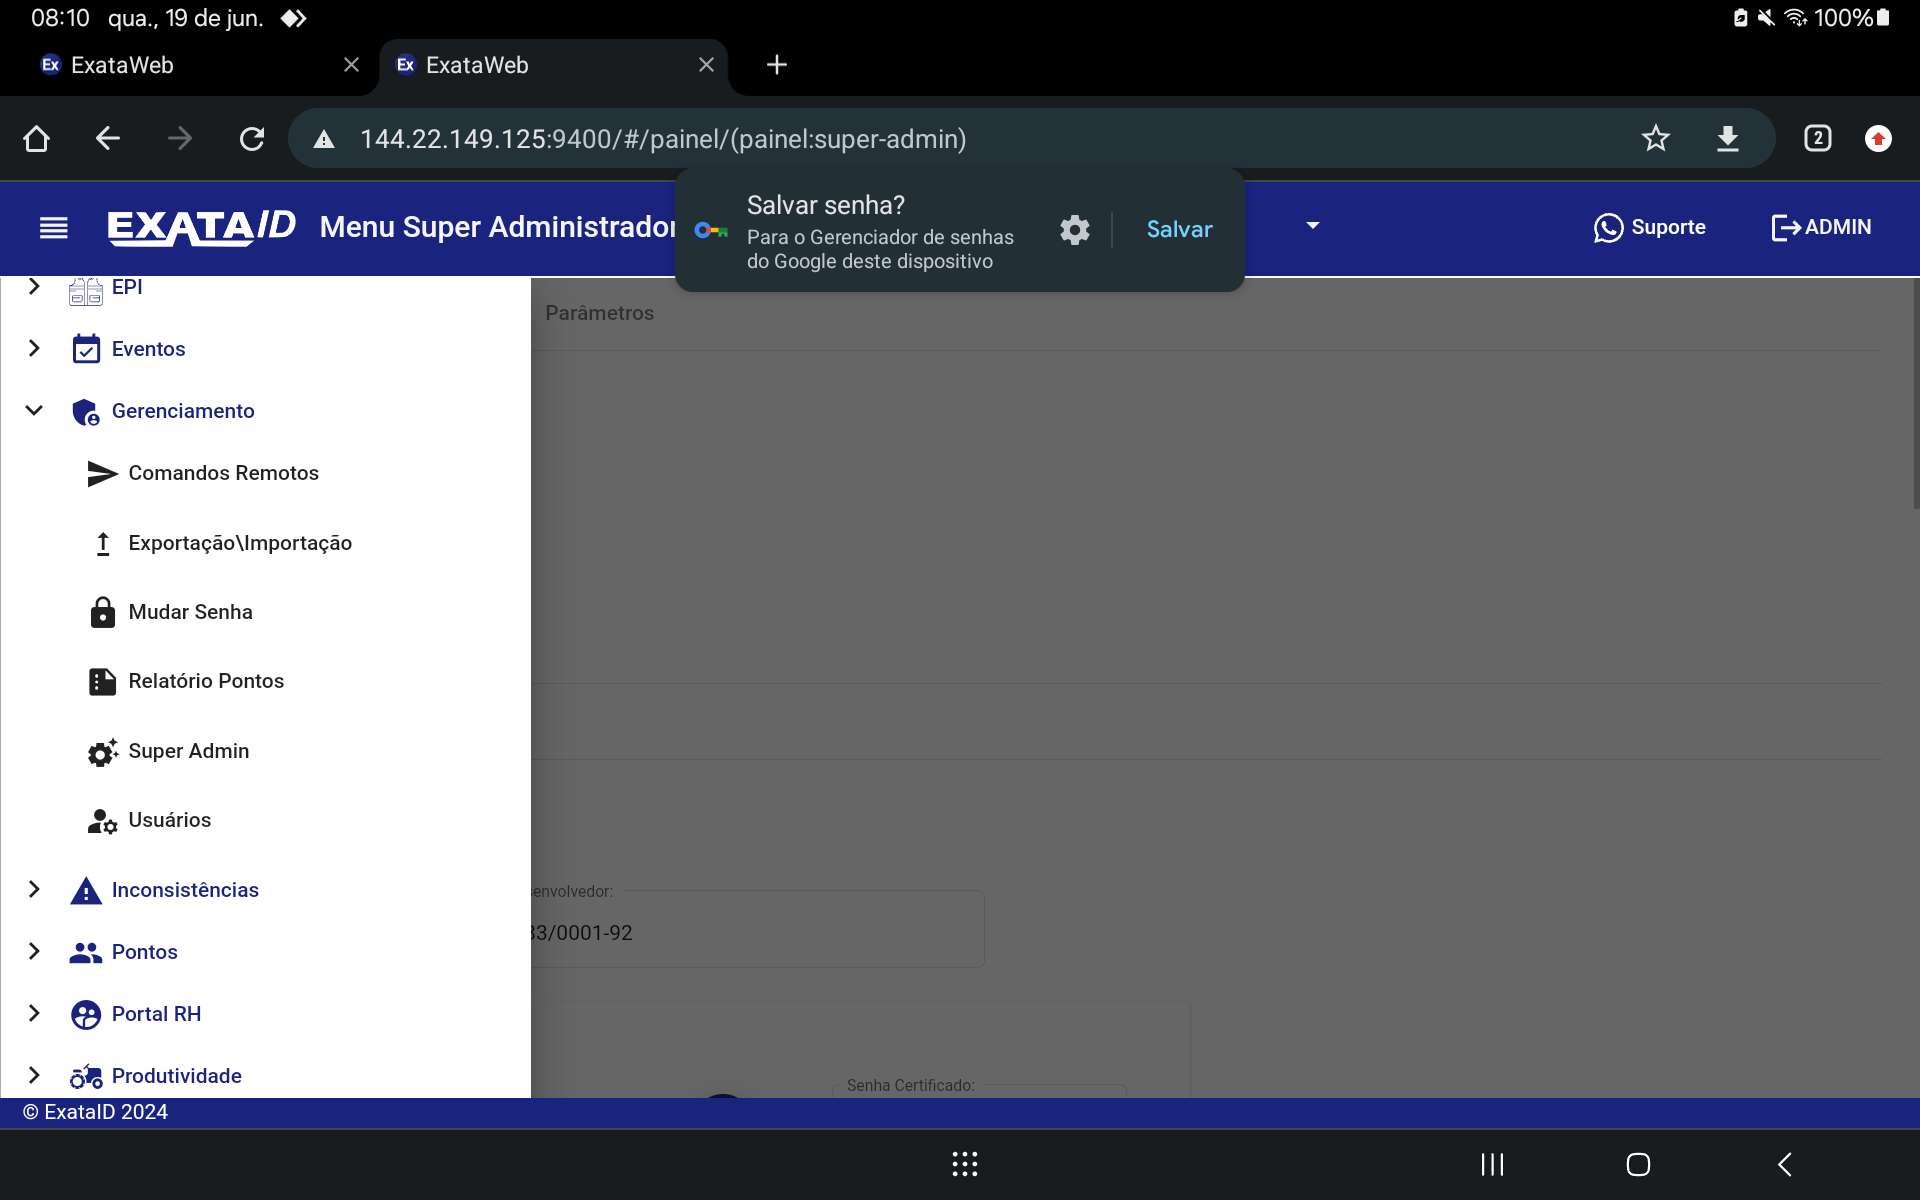 08:10 qua., 19 de jun.
Ex ExataWeb
Ex ExataWeb
144.22.149.125:9400/#/painel/(painel:super-admin)
2
EXATAID Menu Super Administrador
Salvar senha?
Para o Gerenciador de senhas
do Google deste dispositivo
Salvar
Suporte
ADMIN
100%
EPI
Parâmetros
Eventos
Gerenciamento
Comandos Remotos
Exportação\Importação
Mudar Senha
Relatório Pontos
Super Admin
Usuários
Inconsistências
envolvedor:
33/0001-92
Pontos
Portal RH
Produtividade
Senha Certificado:
© ExataID 2024